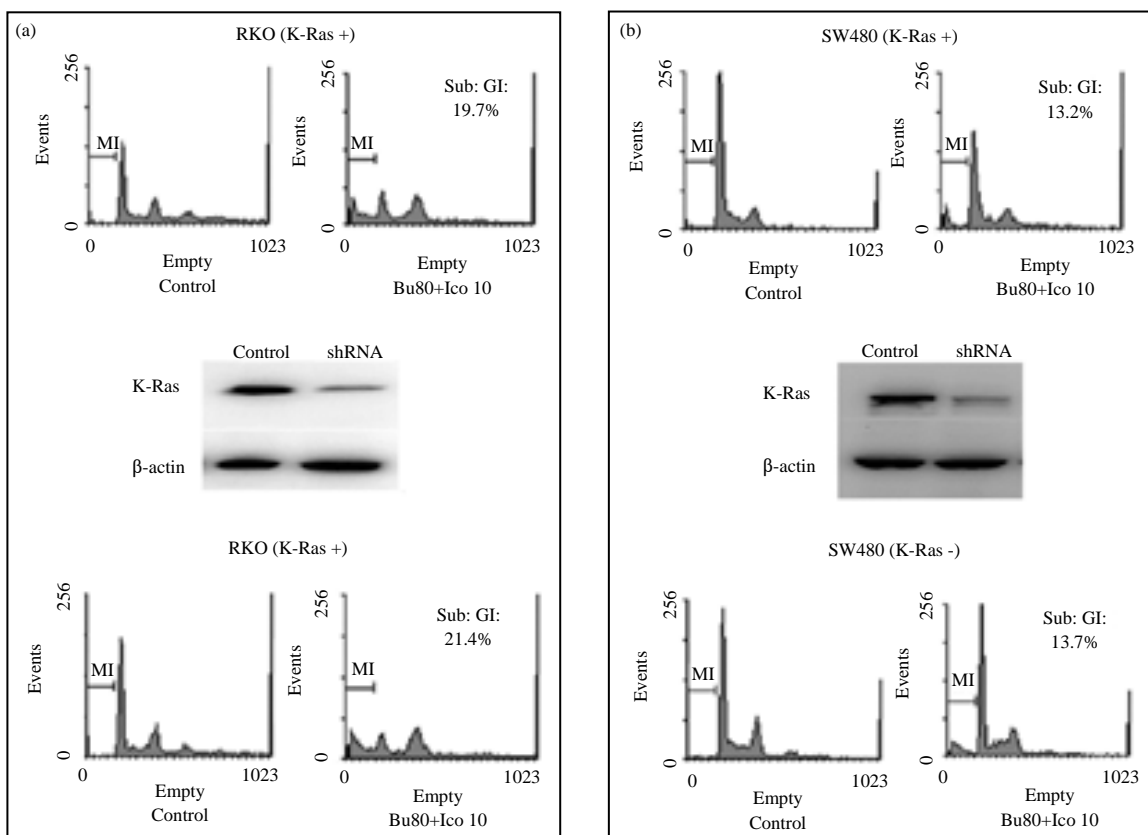 (a)
RKO (K-Ras +)
256
Events
0
MI
0 1023
Empty
Control
Sub: GI:
19.7%
MI
0 1023
Empty
Bu80+Ico 10
Control shRNA
K-Ras
β-actin
RKO (K-Ras +)
256
Events
0
MI
0 1023
Empty
Control
256
Events
0
Sub: GI:
21.4%
MI
0 1023
Empty
Bu80+Ico 10
(b)
SW480 (K-Ras +)
256
Events
0
MI
0 1023
Empty
Control
256
Events
0
Sub: GI:
13.2%
MI
0 1023
Empty
Bu80+Ico 10
Control shRNA
K-Ras
β-actin
SW480 (K-Ras -)
256
Events
0
MI
0 1023
Empty
Control
256
Events
0
Sub: GI:
13.7%
MI
0 1023
Empty
Bu80+Ico 10